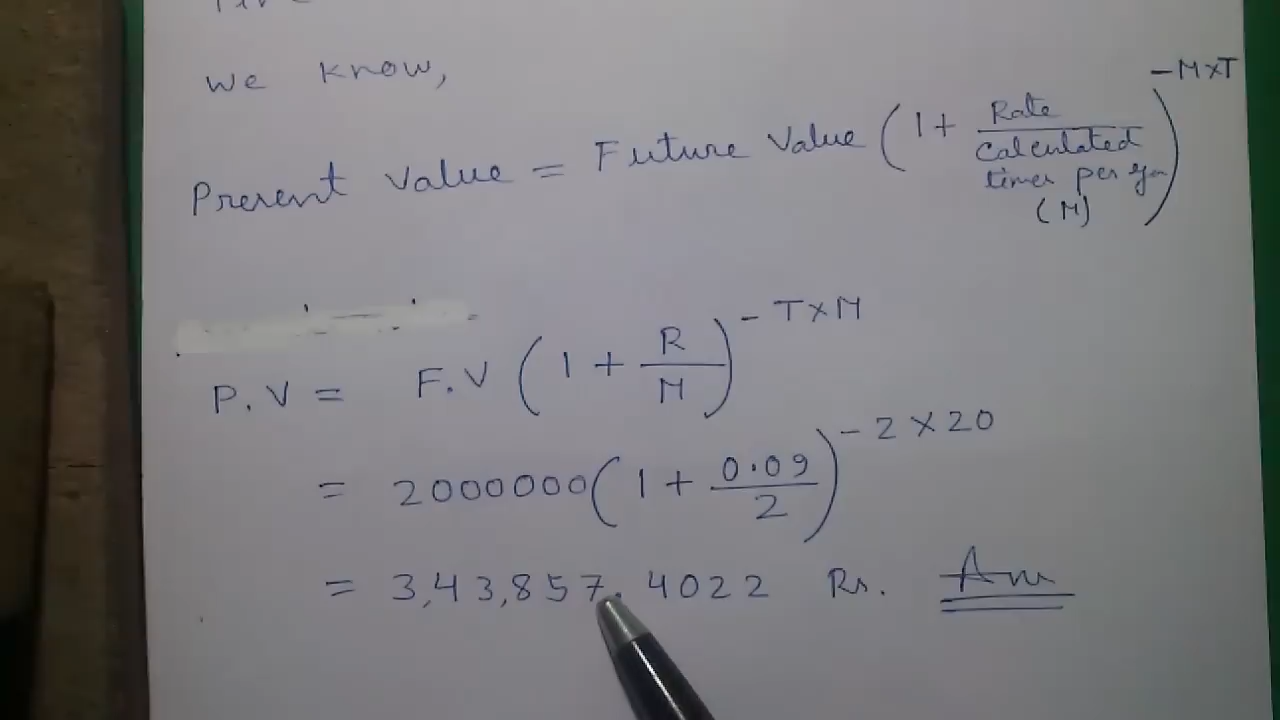 We know,
Present Value = Future Value (1 + Rate / Calculated times per year (M))^-M×T
P.V = F.V (1 + R/M)^-T×M
= 2000000 (1 + 0.09/2)^-2×20
= 3,43,857.4022 Rs. Ans